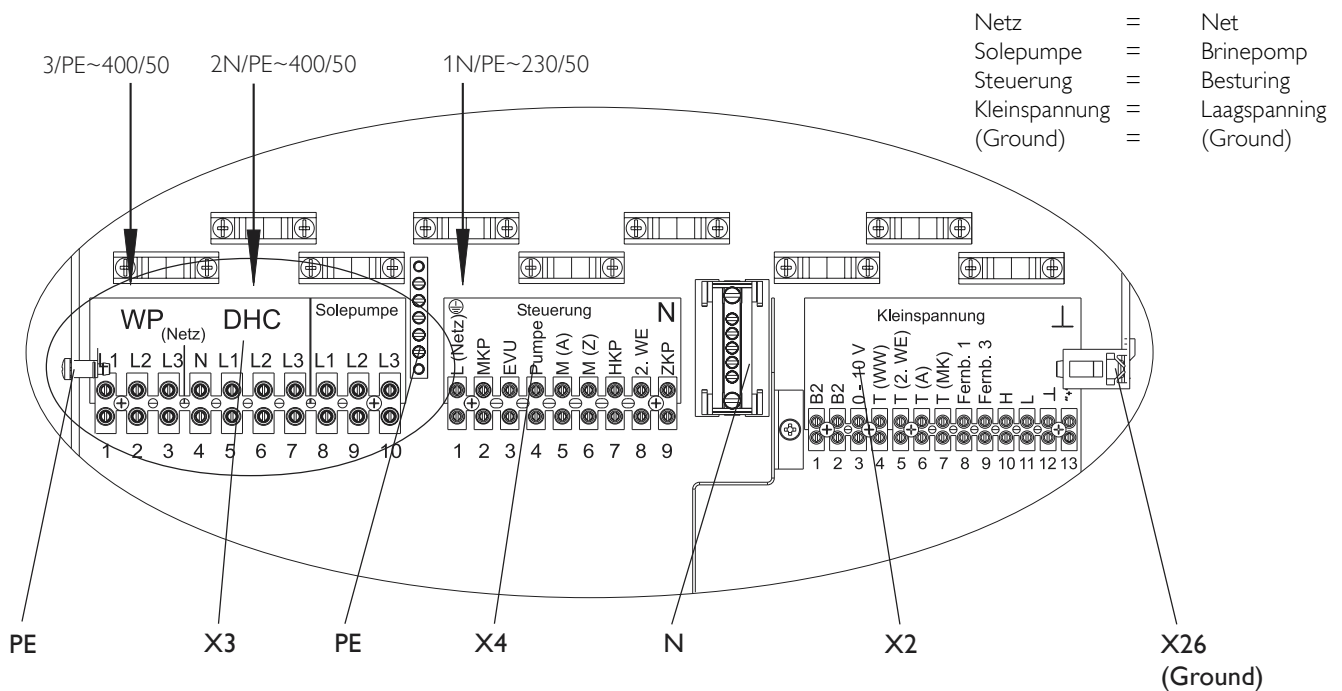 Netz = Net
Solepumpe = Brinepomp
Steuerung = Besturing
Kleinspannung = Laagspanning
(Ground) = (Ground)
3/PE~400/50 2N/PE~400/50 1N/PE~230/50
WP (Netz) DHC Solepumpe
L1 L2 L3 N L1 L2 L3 L1 L2 L3
1 2 3 4 5 6 7 8 9 10
Steuerung N
L (Netz) MKP EVU Pumpe M (A) M (Z) HKP 2. WE ZKP
1 2 3 4 5 6 7 8 9
Kleinspannung ⊥
B2 B2 0 - 10 V T (WW) T (2. WE) T (A) T (MK) Fernb. 1 Fernb. 3 H L ⊥
1 2 3 4 5 6 7 8 9 10 11 12 13
PE X3 PE X4 N X2 X26
(Ground)